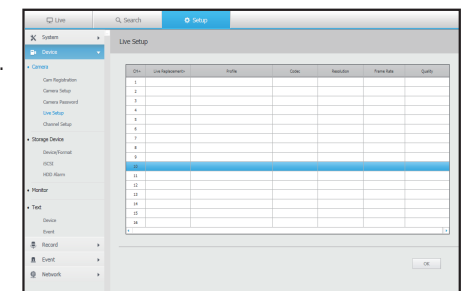 Live
Search
Setup
System
Device
Live Setup
Camera
Cam Registration
Camera Setup
Camera Password
Live Setup
Channel Setup
Storage Device
Device/Format
iSCSI
HDD Alarm
Monitor
Text
Device
Event
Record
Event
Network
CH Live Replacement Profile Codec Resolution Frame Rate Quality
1
2
3
4
5
6
7
8
9
10
11
12
13
14
15
16
OK